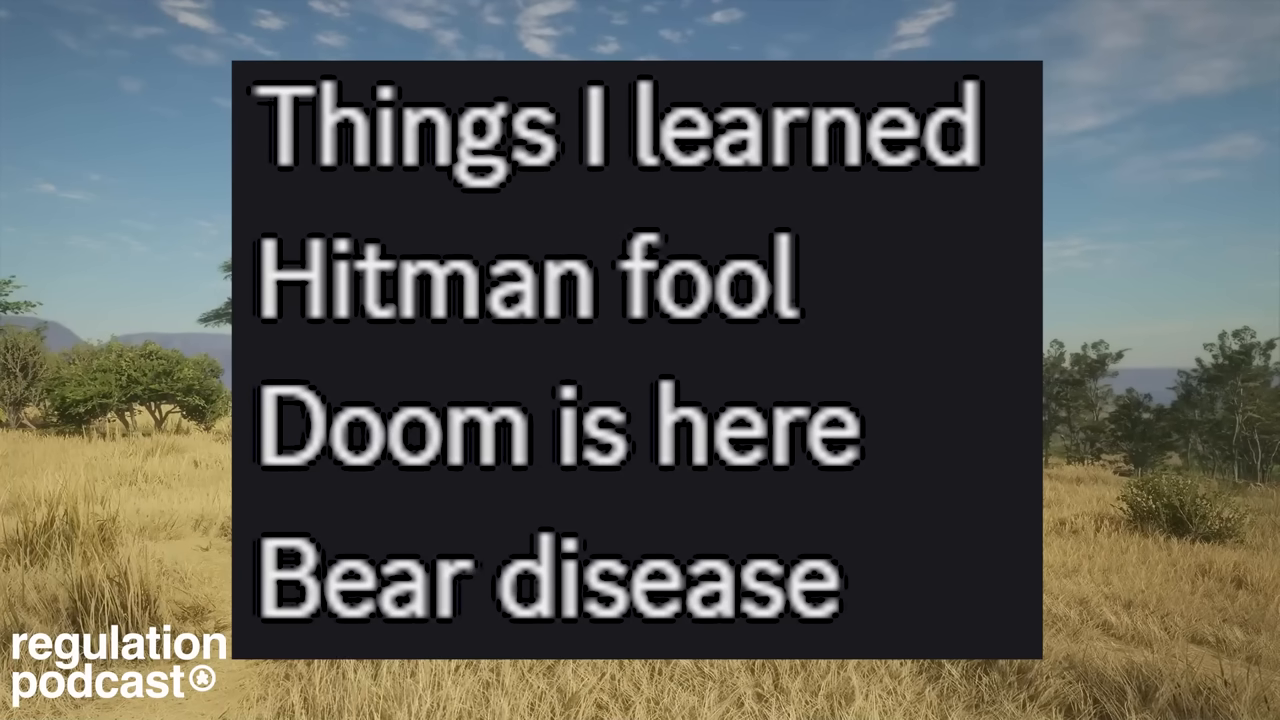 Things I learned
Hitman fool
Doom is here
Bear disease
regulation
podcast